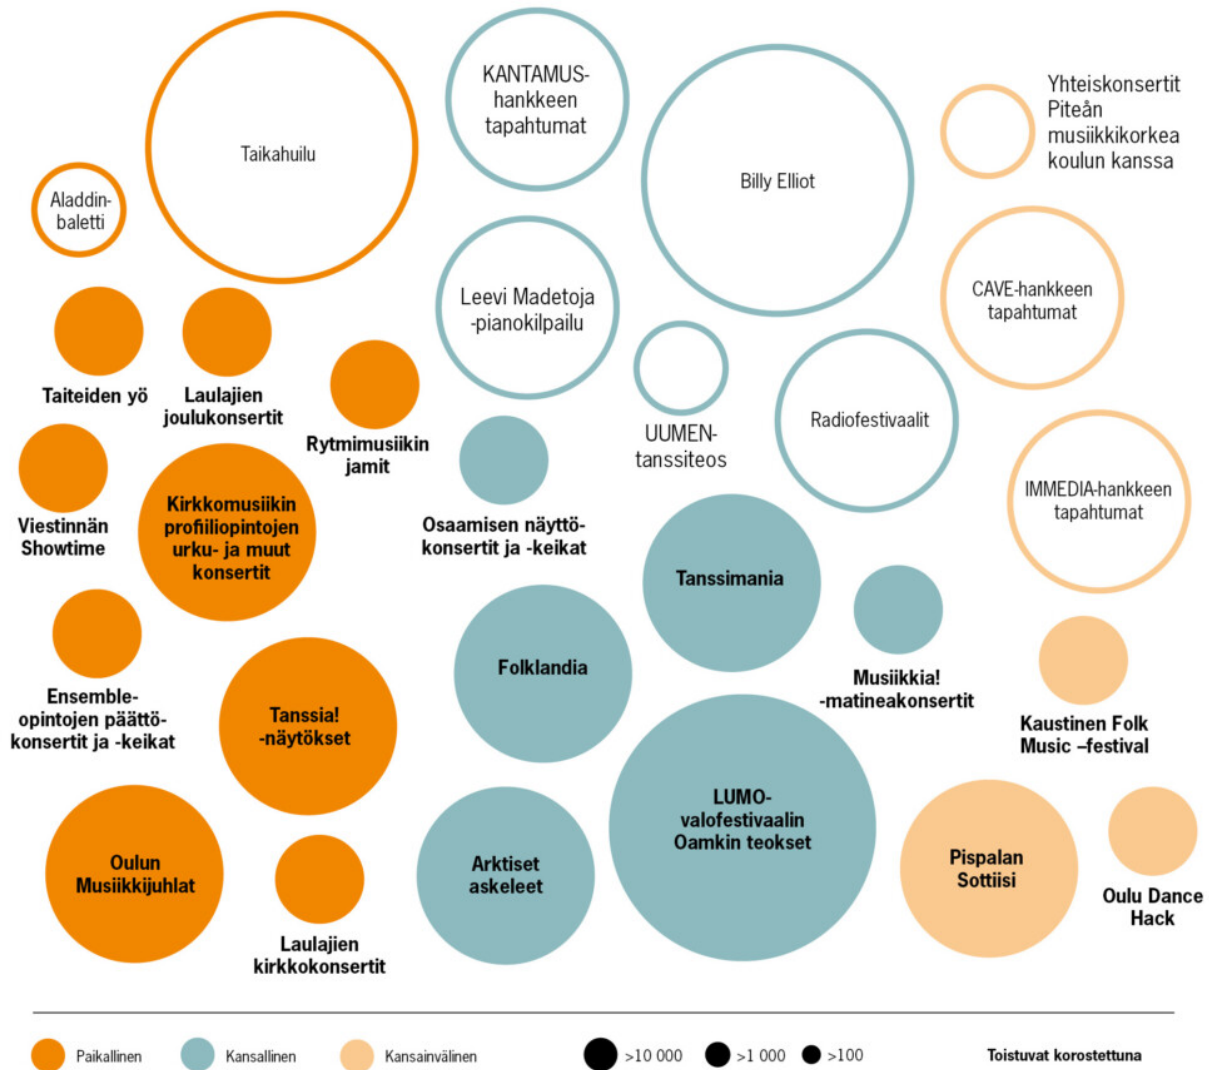 KANTAMUS-
hankkeen
tapahtumat
Yhteiskonsertit
Piteån
musiikkikorkea
koulun kanssa
Taikahuilu
Billy Elliot
Aladdin-
baletti
Leevi Madetoja
-pianokilpailu
CAVE-hankkeen
tapahtumat
Taiteiden yö
Laulajien
joulukonsertit
Rytmimusiikin
jamit
UUMEN-
tanssiteos
Radiofestivaalit
Viestinnän
Showtime
Kirkkomusiikin
profiiliopintojen
urku- ja muut
konsertit
Osaamisen näyttö-
konsertit ja -keikat
IMMEDIA-hankkeen
tapahtumat
Tanssimania
Ensemble-
opintojen päättö-
konsertit ja -keikat
Tanssia!
-näytökset
Folklandia
Musiikkia!
-matineakonsertit
Kaustinen Folk
Music –festival
Oulun
Musiikkijuhlat
Laulajien
kirkkokonsertit
Arktiset
askeleet
LUMO-
valofestivaalin
Oamkin teokset
Pispalan
Sottiisi
Oulu Dance
Hack
Paikallinen
Kansallinen
Kansainvälinen
>10 000
>1 000
>100
Toistuvat korostettuna